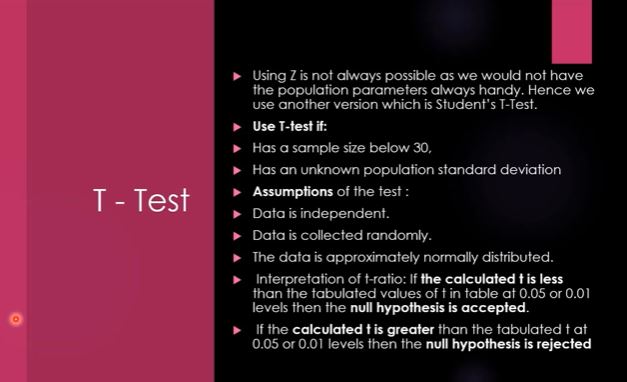 T - Test
Using Z is not always possible as we would not have
the population parameters always handy. Hence we
use another version which is Student's T-Test.
Use T-test if:
Has a sample size below 30,
Has an unknown population standard deviation
Assumptions of the test :
Data is independent.
Data is collected randomly.
The data is approximately normally distributed.
Interpretation of t-ratio: If the calculated t is less
than the tabulated values of t in table at 0.05 or 0.01
levels then the null hypothesis is accepted.
If the calculated t is greater than the tabulated t at
0.05 or 0.01 levels then the null hypothesis is rejected